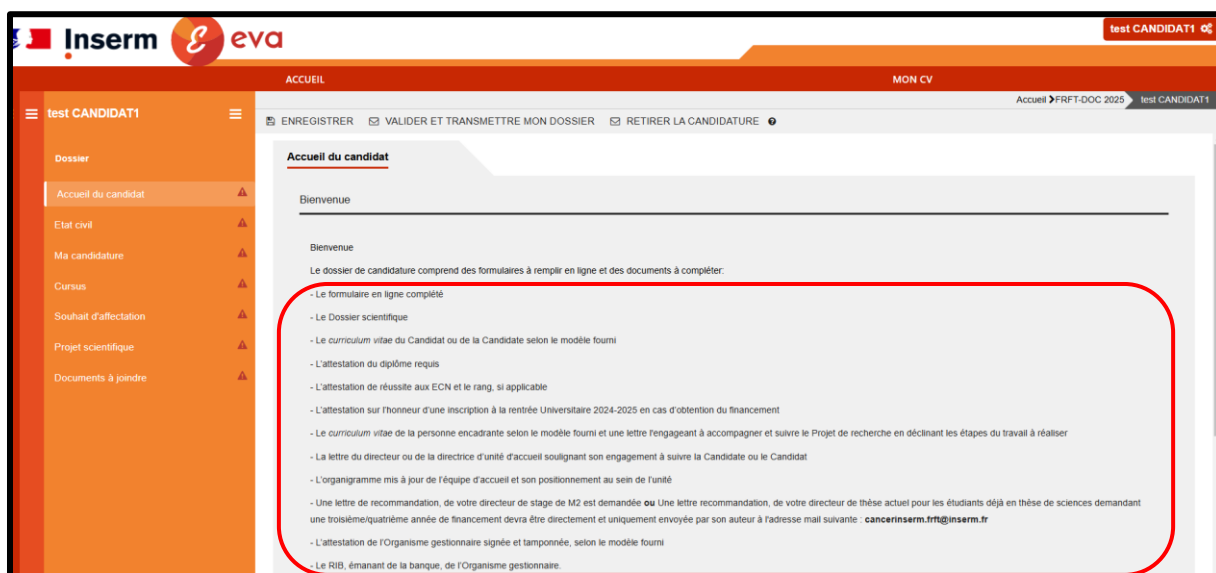 Inserm
eva
test CANDIDAT1
ACCUEIL
MON CV
Accueil FRFT-DOC 2025 test CANDIDAT1
test CANDIDAT1
ENREGISTRER VALIDER ET TRANSMETTRE MON DOSSIER RETIRER LA CANDIDATURE
Dossier
Accueil du candidat
Etat civil
Ma candidature
Cursus
Souhait d'affectation
Projet scientifique
Documents à joindre
Accueil du candidat
Bienvenue
Bienvenue
Le dossier de candidature comprend des formulaires à remplir en ligne et des documents à compléter:
- Le formulaire en ligne complété
- Le Dossier scientifique
- Le curriculum vitae du Candidat ou de la Candidate selon le modèle fourni
- L'attestation du diplôme requis
- L'attestation de réussite aux ECN et le rang, si applicable
- L'attestation sur l'honneur d'une inscription à la rentrée Universitaire 2024-2025 en cas d'obtention du financement
- Le curriculum vitae de la personne encadrante selon le modèle fourni et une lettre l'engageant à accompagner et suivre le Projet de recherche en déclinant les étapes du travail à réaliser
- La lettre du directeur ou de la directrice d'unité d'accueil soulignant son engagement à suivre la Candidate ou le Candidat
- L'organigramme mis à jour de l'équipe d'accueil et son positionnement au sein de l'unité
- Une lettre de recommandation, de votre directeur de stage de M2 est demandée ou Une lettre recommandation, de votre directeur de thèse actuel pour les étudiants déjà en thèse de sciences demandant
une troisième/quatrième année de financement devra être directement et uniquement envoyée par son auteur à l'adresse mail suivante : cancerinserm.frft@inserm.fr
- L'attestation de l'Organisme gestionnaire signée et tamponnée, selon le modèle fourni
- Le RIB, émanant de la banque, de l'Organisme gestionnaire.